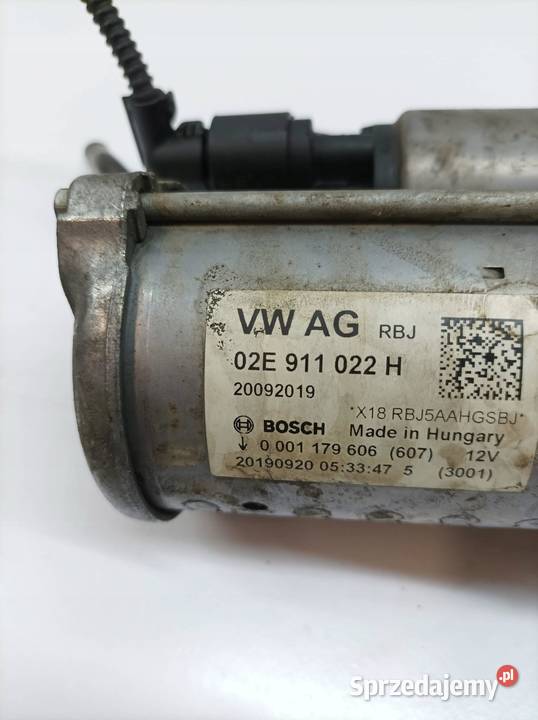 VW AG RBJ
02E 911 022 H
20092019
*X18 RBJ5AAHGSBJ*
BOSCH Made in Hungary
0 001 179 606 (607) 12V
20190920 05:33:47 5 (3001)
Sprzedajemy.pl